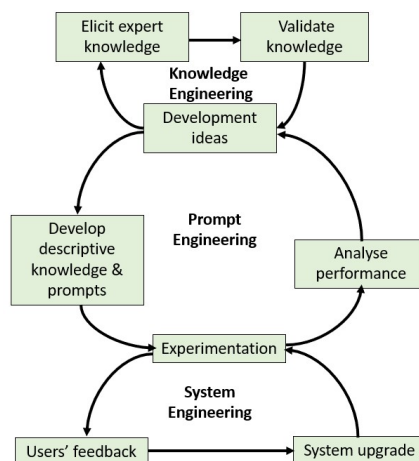 Elicit expert
knowledge
Validate
knowledge
Knowledge
Engineering
Development
ideas
Develop
descriptive
knowledge &
prompts
Prompt
Engineering
Analyse
performance
Experimentation
System
Engineering
Users’ feedback
System upgrade